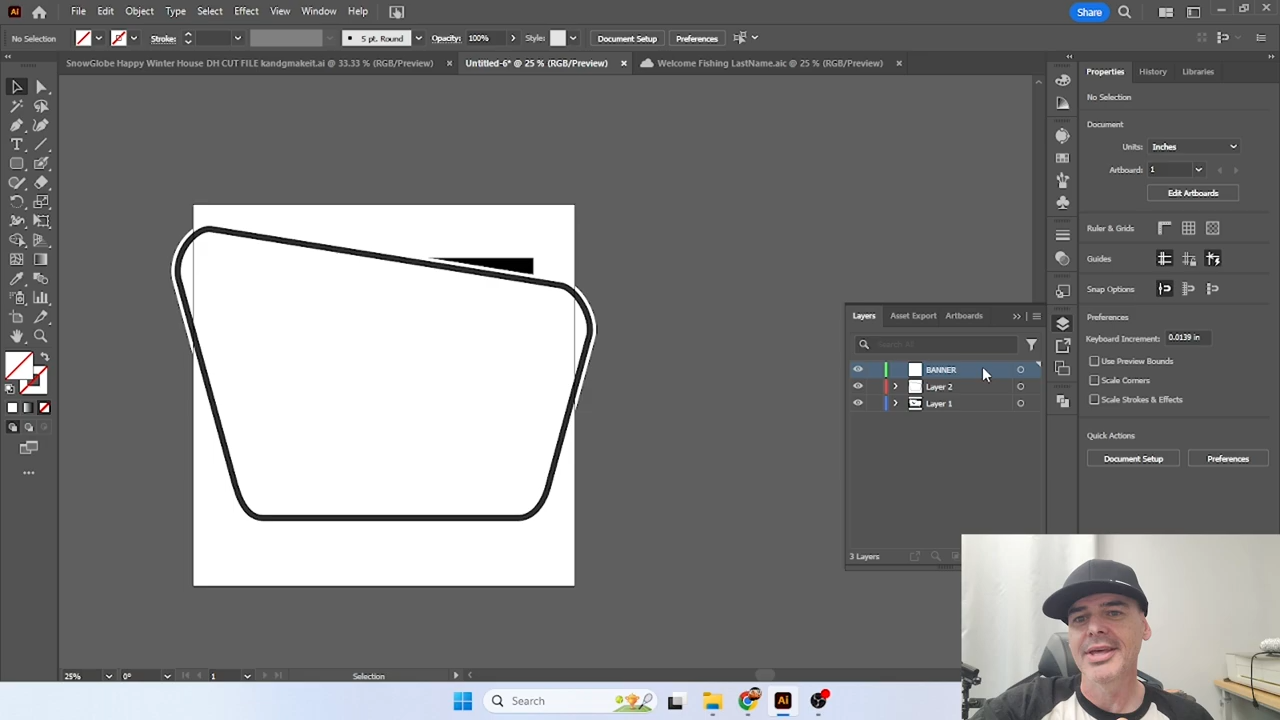 Ai File Edit Object Type Select Effect View Window Help Share
No Selection Stroke: 5 pt. Round Opacity: 100% Style: Document Setup Preferences
SnowGlobe Happy Winter House DH CUT FILE kandgmakeit.ai @ 33.33 % (RGB/Preview) × Untitled-6* @ 25 % (RGB/Preview) × Welcome Fishing LastName.aic @ 25 % (RGB/Preview) ×
Properties History Libraries
No Selection
Document
Units: Inches
Artboard: 1
Edit Artboards
Ruler & Grids
Guides
Snap Options
Preferences
Keyboard Increment: 0.0139 in
Use Preview Bounds
Scale Corners
Scale Strokes & Effects
Quick Actions
Document Setup Preferences
Layers Asset Export Artboards
Search All
BANNER
Layer 2
Layer 1
3 Layers
25% 0° 1 Selection
Search Ai